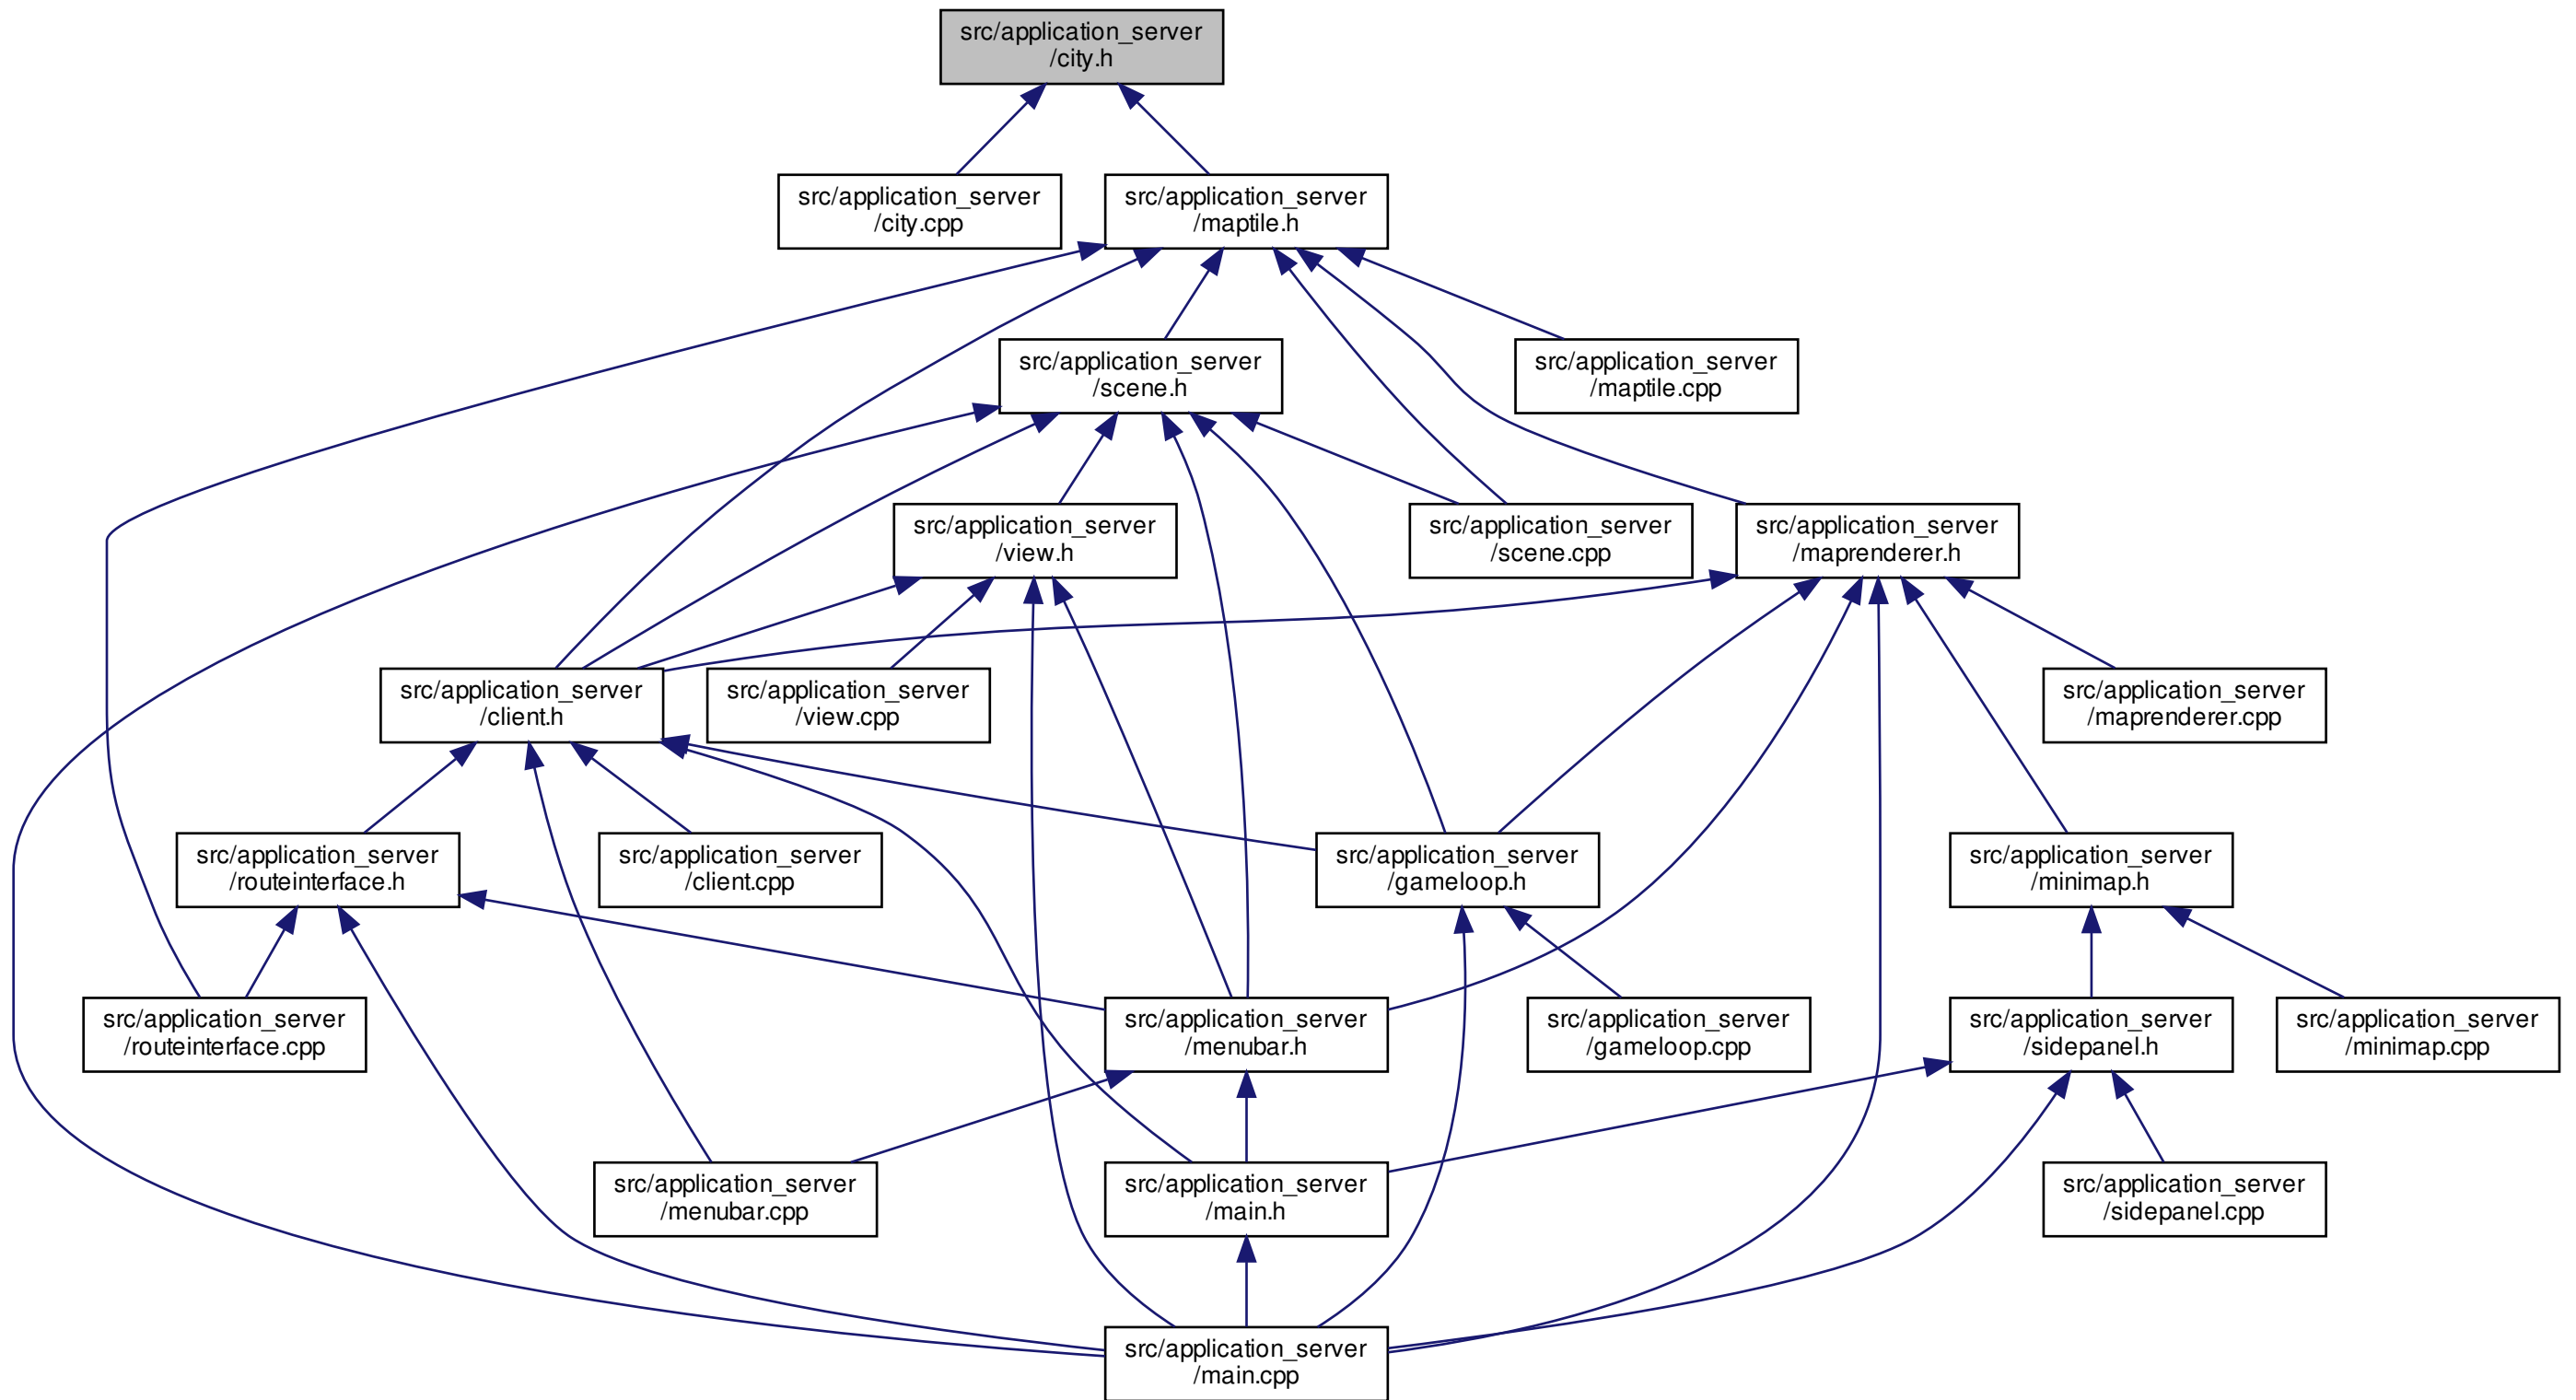 src/application_server
/city.h
src/application_server
/city.cpp
src/application_server
/maptile.h
src/application_server
/scene.h
src/application_server
/maptile.cpp
src/application_server
/view.h
src/application_server
/scene.cpp
src/application_server
/maprenderer.h
src/application_server
/client.h
src/application_server
/view.cpp
src/application_server
/maprenderer.cpp
src/application_server
/routeinterface.h
src/application_server
/client.cpp
src/application_server
/gameloop.h
src/application_server
/minimap.h
src/application_server
/routeinterface.cpp
src/application_server
/menubar.h
src/application_server
/gameloop.cpp
src/application_server
/sidepanel.h
src/application_server
/minimap.cpp
src/application_server
/menubar.cpp
src/application_server
/main.h
src/application_server
/sidepanel.cpp
src/application_server
/main.cpp